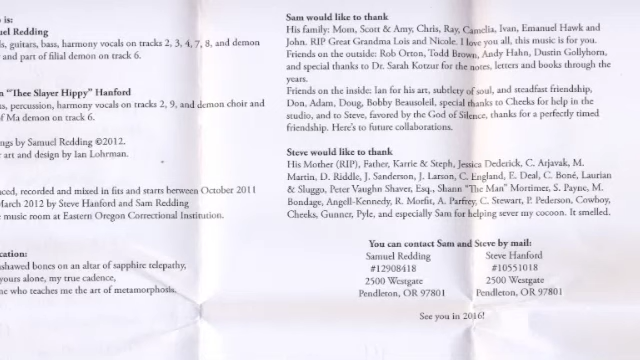 o is:
uel Redding
ls, guitars, bass, harmony vocals on tracks 2, 3, 4, 7, 8, and demon
and part of filial demon on track 6.
n "Thee Slayer Hippy" Hanford
s, percussion, harmony vocals on tracks 2, 9, and demon choir and
f Ma demon on track 6.
ngs by Samuel Redding ©2012.
art and design by Ian Lohrman.
ced, recorded and mixed in fits and starts between October 2011
March 2012 by Steve Hanford and Sam Redding
music room at Eastern Oregon Correctional Institution.
cation:
shawed bones on an altar of sapphire telepathy,
yours alone, my true cadence,
ne who teaches me the art of metamorphosis.
Sam would like to thank
His family: Mom, Scott & Amy, Chris, Ray, Camelia, Ivan, Emanuel Hawk and
John. RIP Great Grandma Lois and Nicole. I love you all, this music is for you.
Friends on the outside: Rob Orton, Todd Brown, Andy Hahn, Dustin Gollyhorn,
and special thanks to Dr. Sarah Kotzur for the notes, letters and books through the
years.
Friends on the inside: Ian for his artwork, subtlety of soul, and steadfast friendship,
Don, Adam, Doug, Bobby Beausoleil, special thanks to Cheeks for help in the
studio, and to Steve, favored by the God of Silence, thanks for a perfectly timed
friendship. Here's to future collaborations.
Steve would like to thank
His Mother (RIP), Father, Karrie & Steph, Jessica Dederick, C. Arjavak, M.
Martin, D. Riddle, J. Sanderson, J. Larson, C. England, E. Deal, C. Boné, Laurian
& Sluggo, Peter Vaughn Shaver, Esq., Shann "The Man" Mortimer, S. Payne, M.
Bondage, Angell-Kennedy, R. Mofit, A. Parfrey, C. Stewart, P. Pederson, Cowboy,
Cheeks, Gunner, Pyle, and especially Sam for helping sever my cocoon. It smelled.
You can contact Sam and Steve by mail:
Samuel Redding
#12908418
2500 Westgate
Pendleton, OR 97801
Steve Hanford
#10551018
2500 Westgate
Pendleton, OR 97801
See you in 2016!